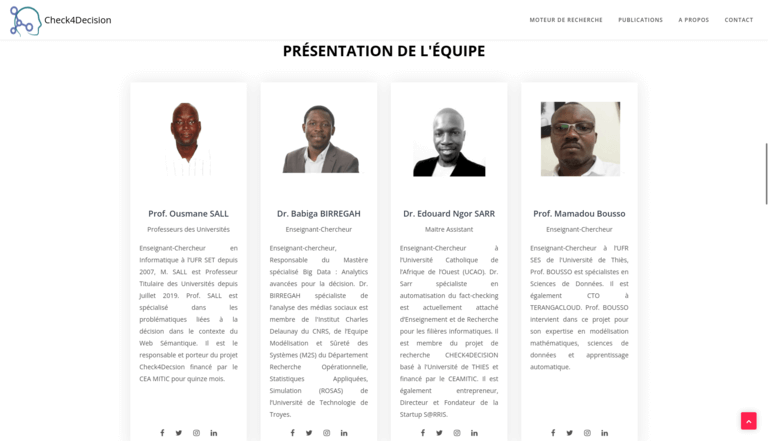 Check4Decision
MOTEUR DE RECHERCHE
PUBLICATIONS
A PROPOS
CONTACT
PRÉSENTATION DE L'ÉQUIPE
Prof. Ousmane SALL
Professeurs des Universités
Enseignant-Chercheur en
Informatique à l'UFR SET depuis
2007, M. SALL est Professeur
Titulaire des Universités depuis
Juillet 2019. Prof. SALL est
spécialisé dans les
problématiques liées à la
décision dans le contexte du
Web Sémantique. Il est le
responsable et porteur du projet
Check4Decision financé par le
CEA MITIC pour quinze mois.
Dr. Babiga BIRREGAH
Enseignant-Chercheur
Enseignant-chercheur,
Responsable du Mastère
spécialisé Big Data : Analytics
avancées pour la décision. Dr.
BIRREGAH spécialiste de
l'analyse des médias sociaux est
membre de l'Institut Charles
Delaunay du CNRS, de l'Equipe
Modélisation et Sûreté des
Systèmes (M2S) du Département
Recherche Opérationnelle,
Statistiques Appliquées,
Simulation (ROSAS) de
l'Université de Technologie de
Troyes.
Dr. Edouard Ngor SARR
Maitre Assistant
Enseignant-Chercheur à
l'Université Catholique de
l'Afrique de l'Ouest (UCAO). Dr.
Sarr spécialiste en
automatisation du fact-checking
est actuellement attaché
d'Enseignement et de Recherche
pour les filières Informatiques. Il
est membre du projet de
recherche CHECK4DECISION
basé à l'Université de THIES et
financé par le CEAMITIC. Il est
également entrepreneur,
Directeur et Fondateur de la
Startup S@RRIS.
Prof. Mamadou Bousso
Enseignant-Chercheur
Enseignant-Chercheur à l'UFR
SES de l'Université de Thiès,
Prof. BOUSSO est spécialistes en
Sciences de Données. Il est
également CTO à
TERANGACLOUD. Prof. BOUSSO
intervient dans ce projet pour
son expertise en modélisation
mathématiques, sciences de
données et apprentissage
automatique.